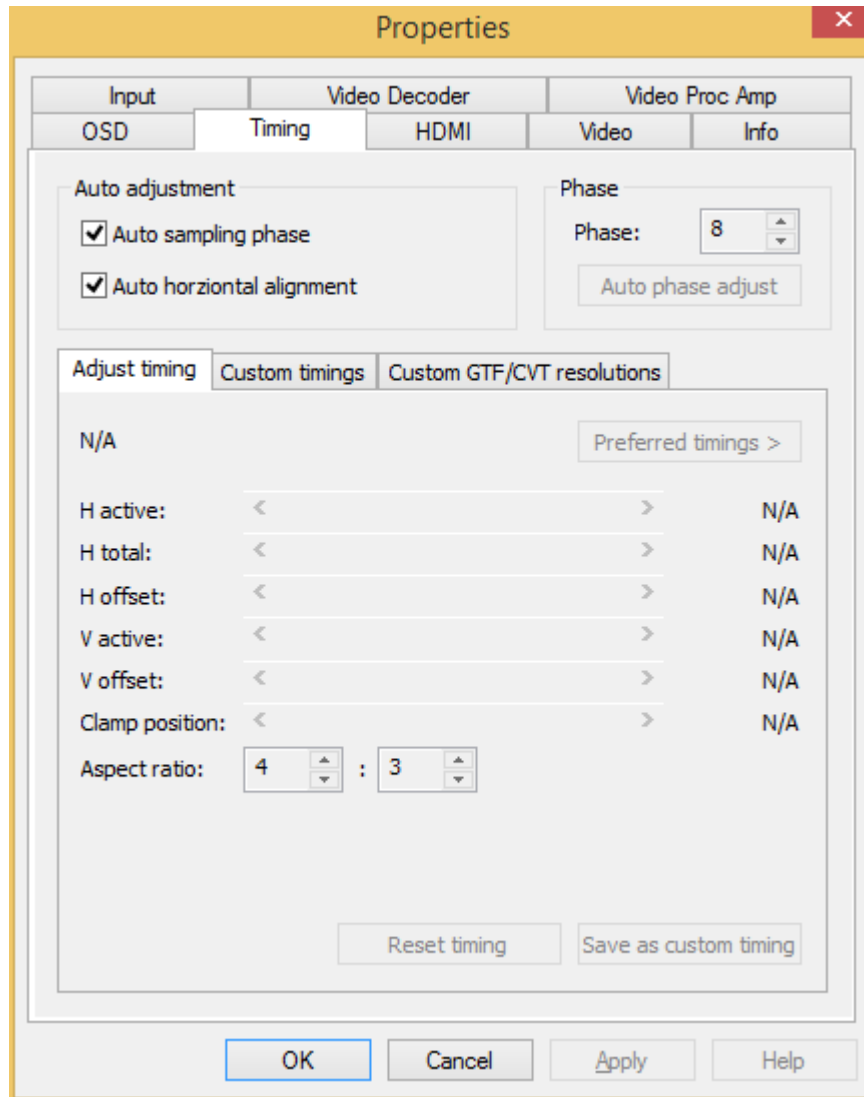 Properties
Input Video Decoder Video Proc Amp
OSD Timing HDMI Video Info
Auto adjustment
Auto sampling phase
Auto horziontal alignment
Phase
Phase: 8
Auto phase adjust
Adjust timing Custom timings Custom GTF/CVT resolutions
N/A Preferred timings >
H active: N/A
H total: N/A
H offset: N/A
V active: N/A
V offset: N/A
Clamp position: N/A
Aspect ratio: 4 : 3
Reset timing Save as custom timing
OK Cancel Apply Help